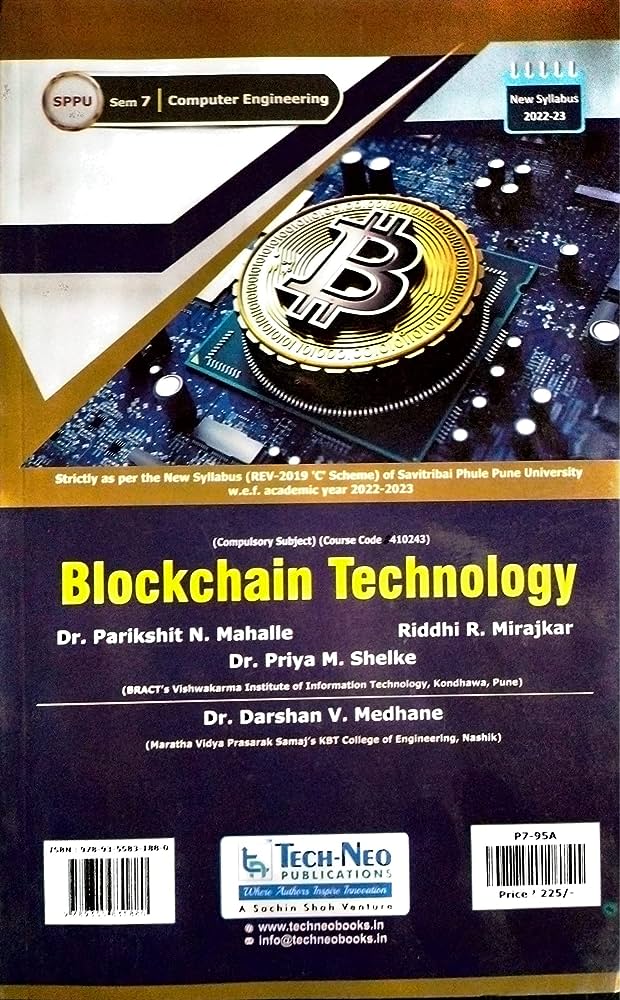 SPPU
Sem 7 | Computer Engineering
New Syllabus
2022-23
Strictly as per the New Syllabus (REV-2019 'C' Scheme) of Savitribai Phule Pune University
w.e.f. academic year 2022-2023
(Compulsory Subject) (Course Code 410243)
Blockchain Technology
Dr. Parikshit N. Mahalle Riddhi R. Mirajkar
Dr. Priya M. Shelke
(BRACT's Vishwakarma Institute of Information Technology, Kondhawa, Pune)
Dr. Darshan V. Medhane
(Maratha Vidya Prasarak Samaj's KBT College of Engineering, Nashik)
P7-95A
Price 225/-
TECH-NEO
PUBLICATIONS
Where Authors Inspire Innovation
A Sachin Shah Venture
www.techneobooks.in
info@techneobooks.in